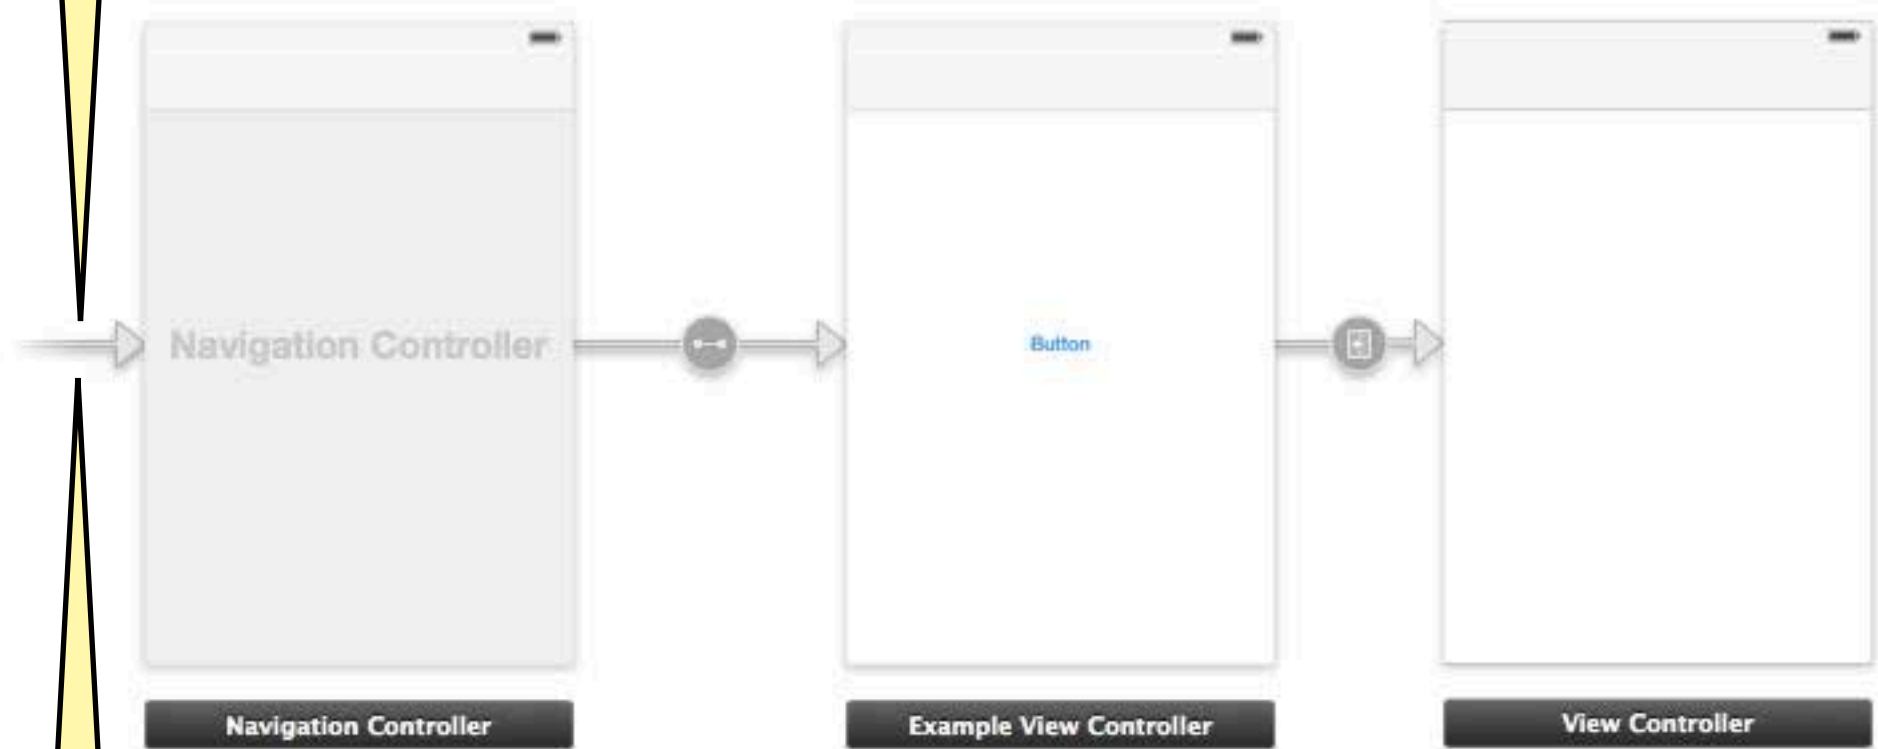 Navigation Controller
Button
Navigation Controller
Example View Controller
View Controller